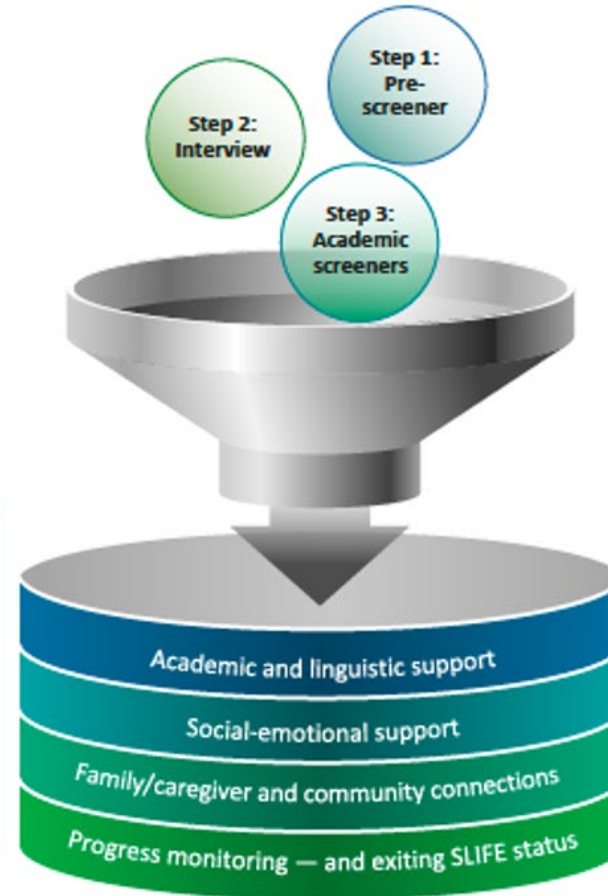 Step 1:
Pre-
screener
Step 2:
Interview
Step 3:
Academic
screeners
Academic and linguistic support
Social-emotional support
Family/caregiver and community connections
Progress monitoring — and exiting SLIFE status